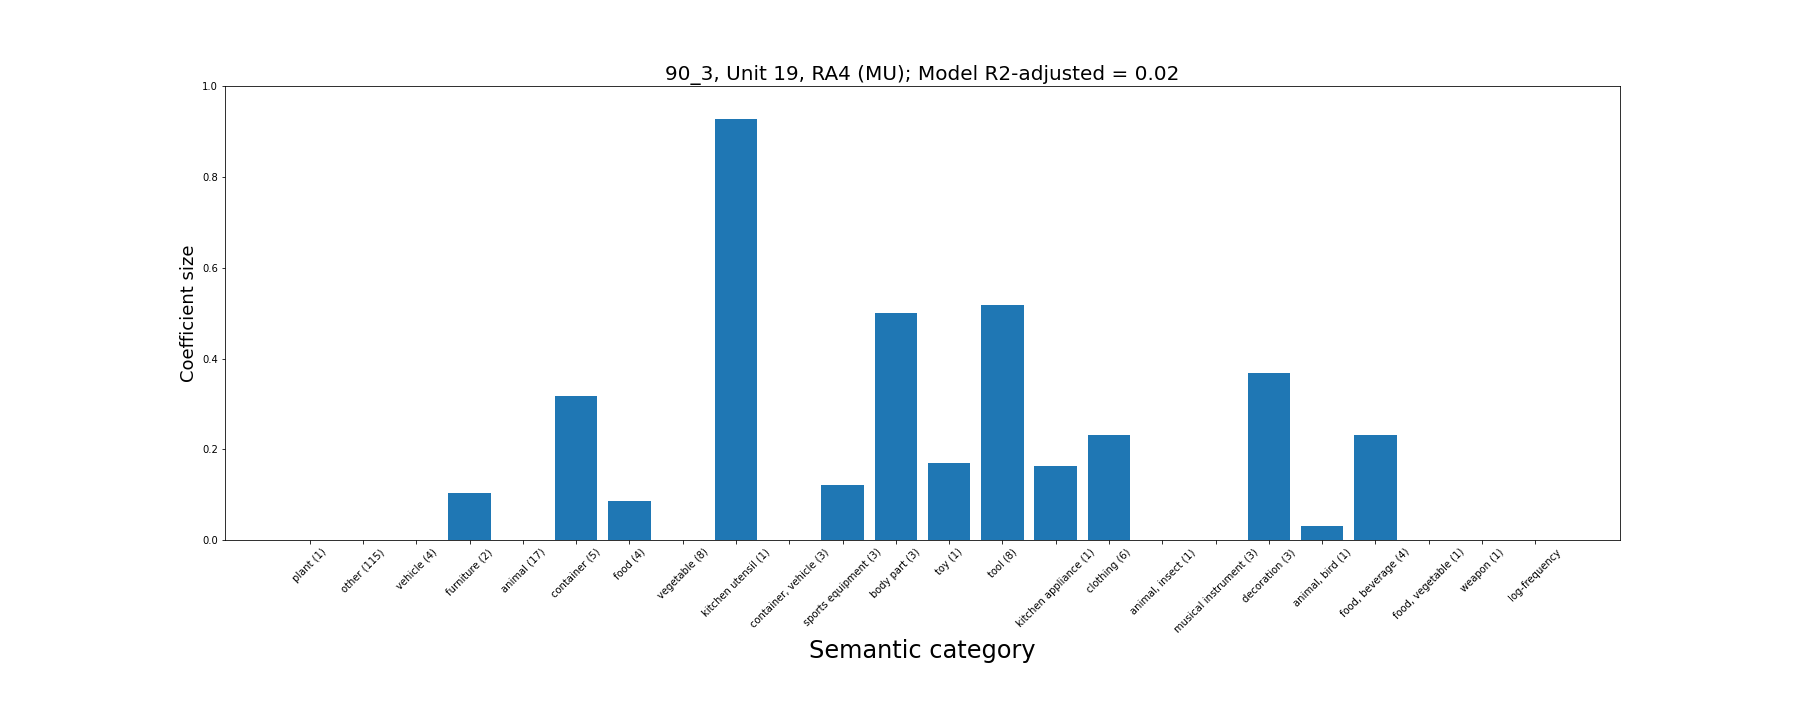 90_3, Unit 19, RA4 (MU); Model R2-adjusted = 0.02
1.0
0.8
0.6
0.4
0.2
0.0
Coefficient size
plant (1)
other (115)
vehicle (4)
furniture (2)
animal (17)
container (5)
food (4)
vegetable (8)
kitchen utensil (1)
container, vehicle (3)
sports equipment (3)
body part (3)
toy (1)
tool (8)
kitchen appliance (1)
clothing (6)
animal, insect (1)
musical instrument (3)
decoration (3)
animal, bird (1)
food, beverage (4)
food, vegetable (1)
weapon (1)
log-frequency
Semantic category